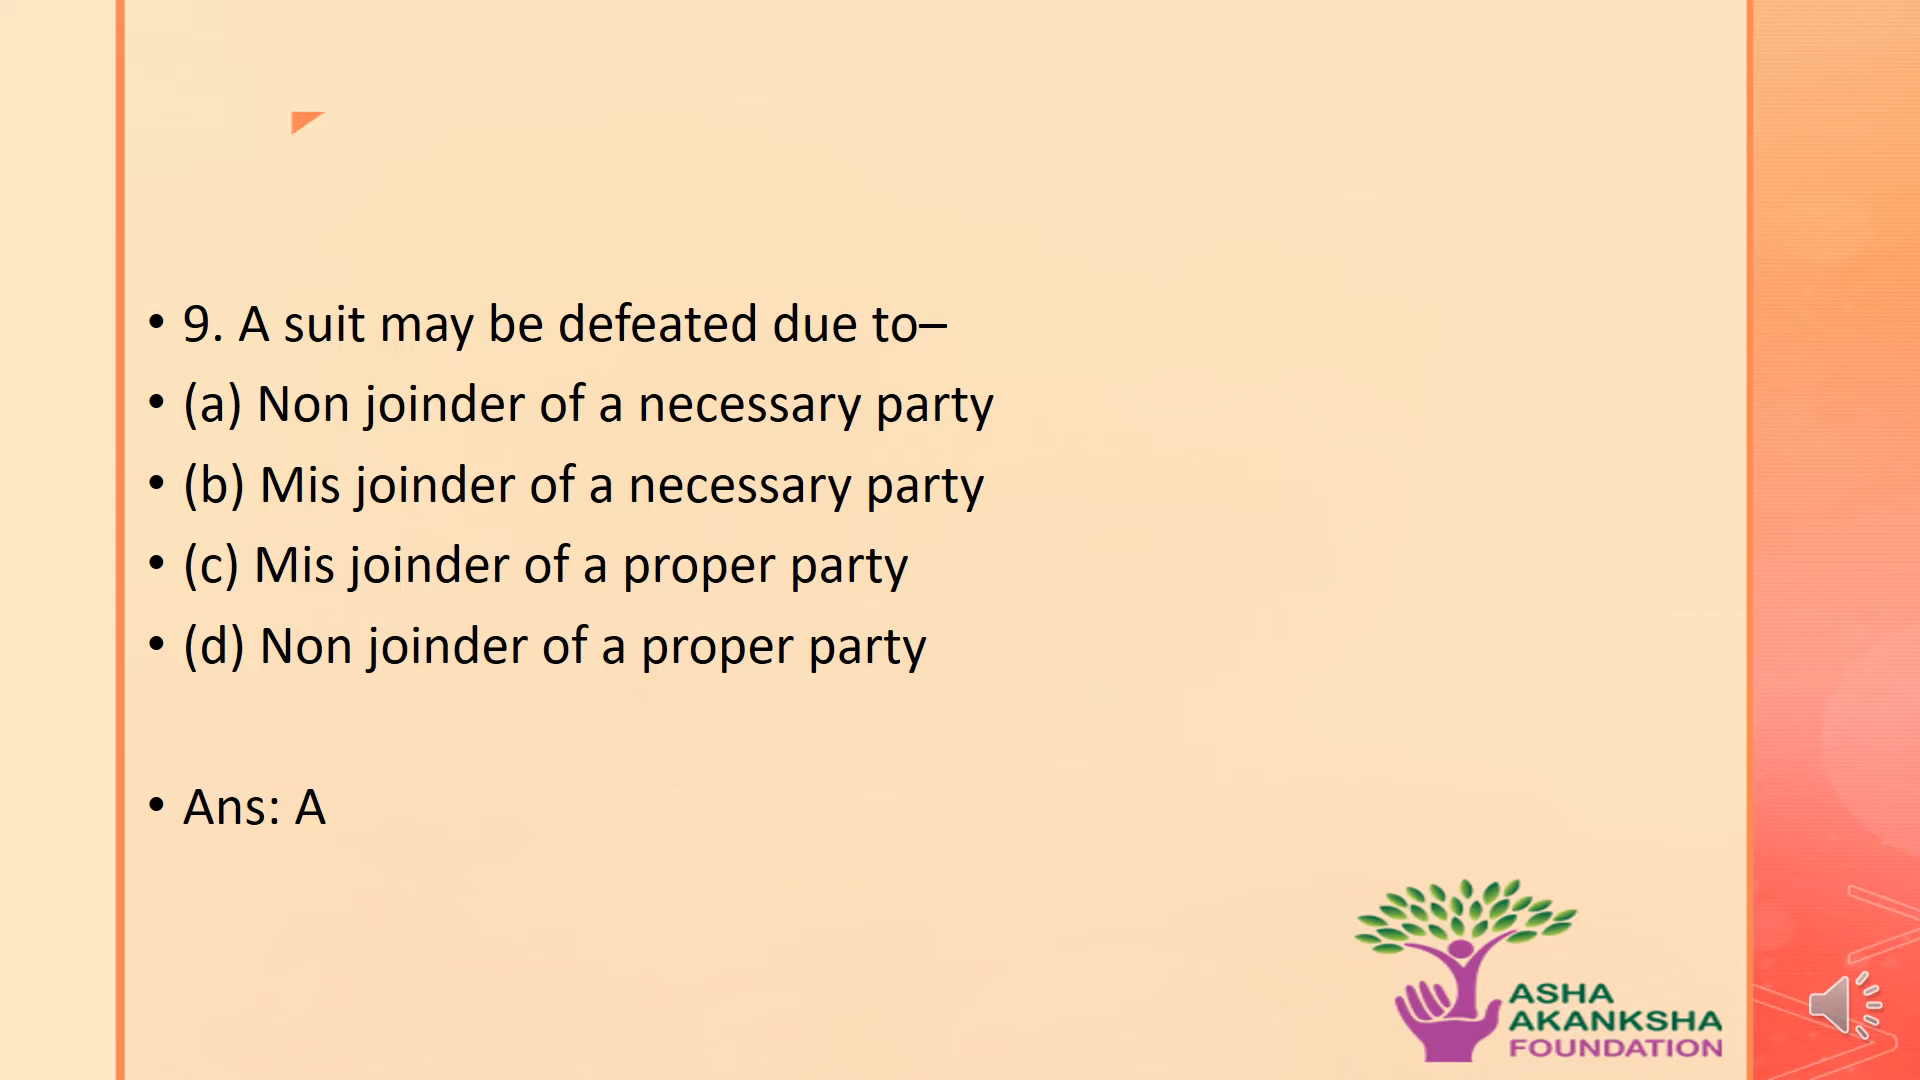 • 9. A suit may be defeated due to–
• (a) Non joinder of a necessary party
• (b) Mis joinder of a necessary party
• (c) Mis joinder of a proper party
• (d) Non joinder of a proper party
• Ans: A
ASHA
AKANKSHA
FOUNDATION